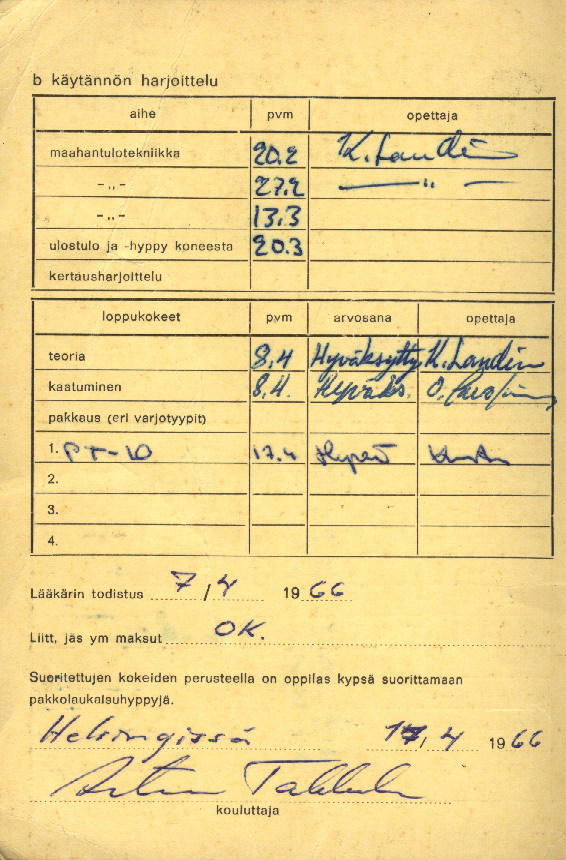 b käytännön harjoittelu
aihe pvm opettaja
maahantulotekniikka 20.2 K. Landén
– „ – 27.2 — „ —
– „ – 13.3
ulostulo ja -hyppy koneesta 20.3
kertausharjoittelu
loppukokeet pvm arvosana opettaja
teoria 8.4 Hyväksytty K. Landén
kaatuminen 8.4. Hyväks. O.
pakkaus (eri varjotyypit)
1. PT-10 17.4
2.
3.
4.
Lääkärin todistus 7/4 1966
Liitt, jäs ym maksut OK.
Suoritettujen kokeiden perusteella on oppilas kypsä suorittamaan
pakkolaukaisuhyppyjä.
Helsingissä 17/4 1966
kouluttaja